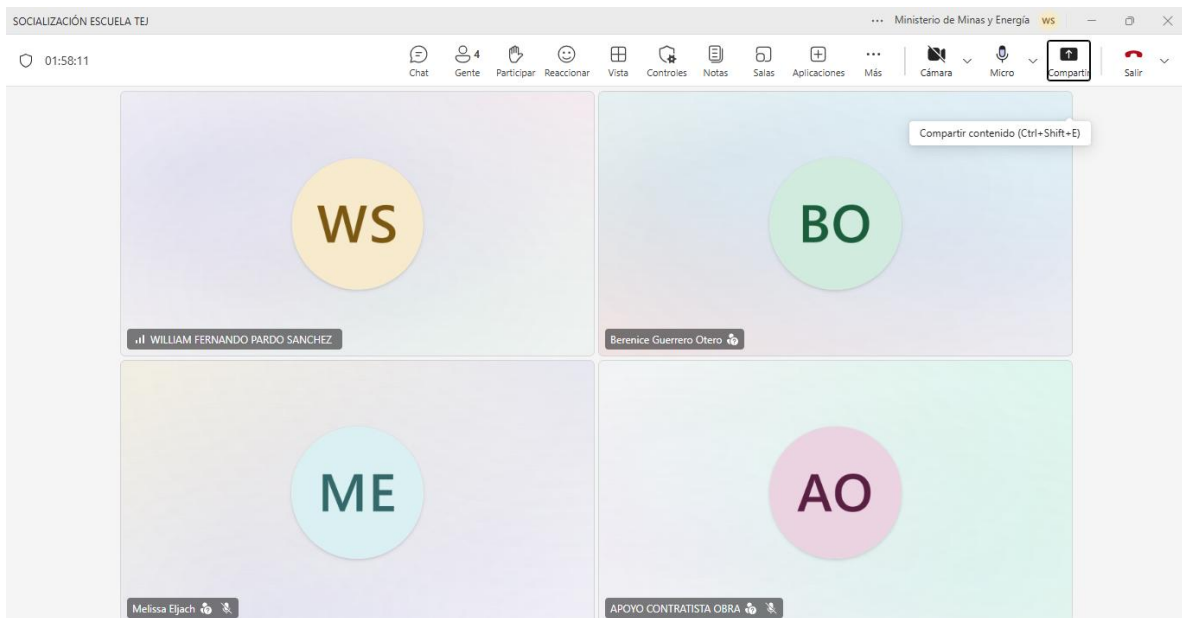 SOCIALIZACIÓN ESCUELA TEJ
··· Ministerio de Minas y Energía WS
01:58:11
4
Chat Gente Participar Reaccionar Vista Controles Notas Salas Aplicaciones Más Cámara Micro Compartir Salir
Compartir contenido (Ctrl+Shift+E)
WS
BO
WILLIAM FERNANDO PARDO SANCHEZ
Berenice Guerrero Otero
ME
AO
Melissa Eljach
APOYO CONTRATISTA OBRA